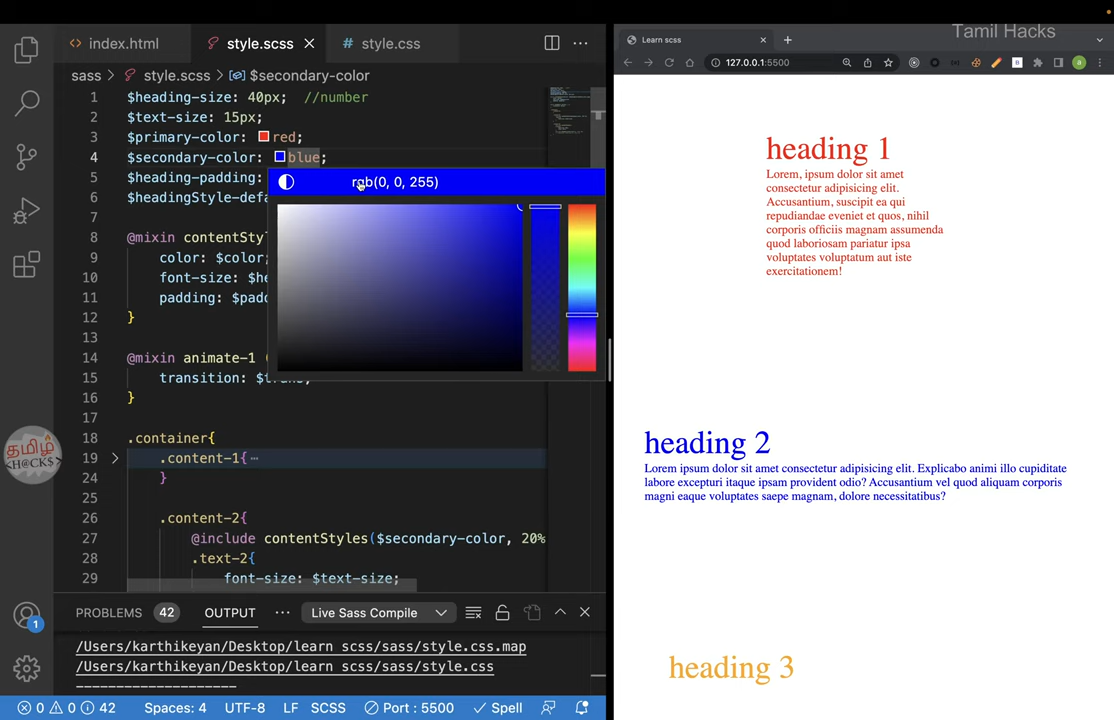 Tamil Hacks
index.html
style.scss
style.css
sass > style.scss > $secondary-color
1 $heading-size: 40px; //number
2 $text-size: 15px;
3 $primary-color: red;
4 $secondary-color: blue;
5 $heading-padding:
6 $headingStyle-defa
rgb(0, 0, 255)
7
8 @mixin contentStyl
9 color: $color;
10 font-size: $he
11 padding: $padd
12 }
13
14 @mixin animate-1 (
15 transition: $trans;
16 }
17
18 .container{
19 .content-1{ ⋯
24 }
25
26 .content-2{
27 @include contentStyles($secondary-color, 20%
28 .text-2{
29 font-size: $text-size;
தமிழ்
<H@CK$>
PROBLEMS 42 OUTPUT ⋯ Live Sass Compile
/Users/karthikeyan/Desktop/learn scss/sass/style.css.map
/Users/karthikeyan/Desktop/learn scss/sass/style.css
--------------------
1
0 0 42 Spaces: 4 UTF-8 LF SCSS Port : 5500 Spell
Learn scss
127.0.0.1:5500
B
a
heading 1
Lorem ipsum dolor sit amet
consectetur adipisicing elit.
Accusantium, suscipit ea qui
repudiandae eveniet et quos, nihil
corporis officiis magnam assumenda
quod laboriosam pariatur ipsa
voluptates voluptatum aut iste
exercitationem!
heading 2
Lorem ipsum dolor sit amet consectetur adipisicing elit. Explicabo animi illo cupiditate
labore excepturi itaque ipsam provident odio? Accusantium vel quod aliquam corporis
magni eaque voluptates saepe magnam, dolore necessitatibus?
heading 3